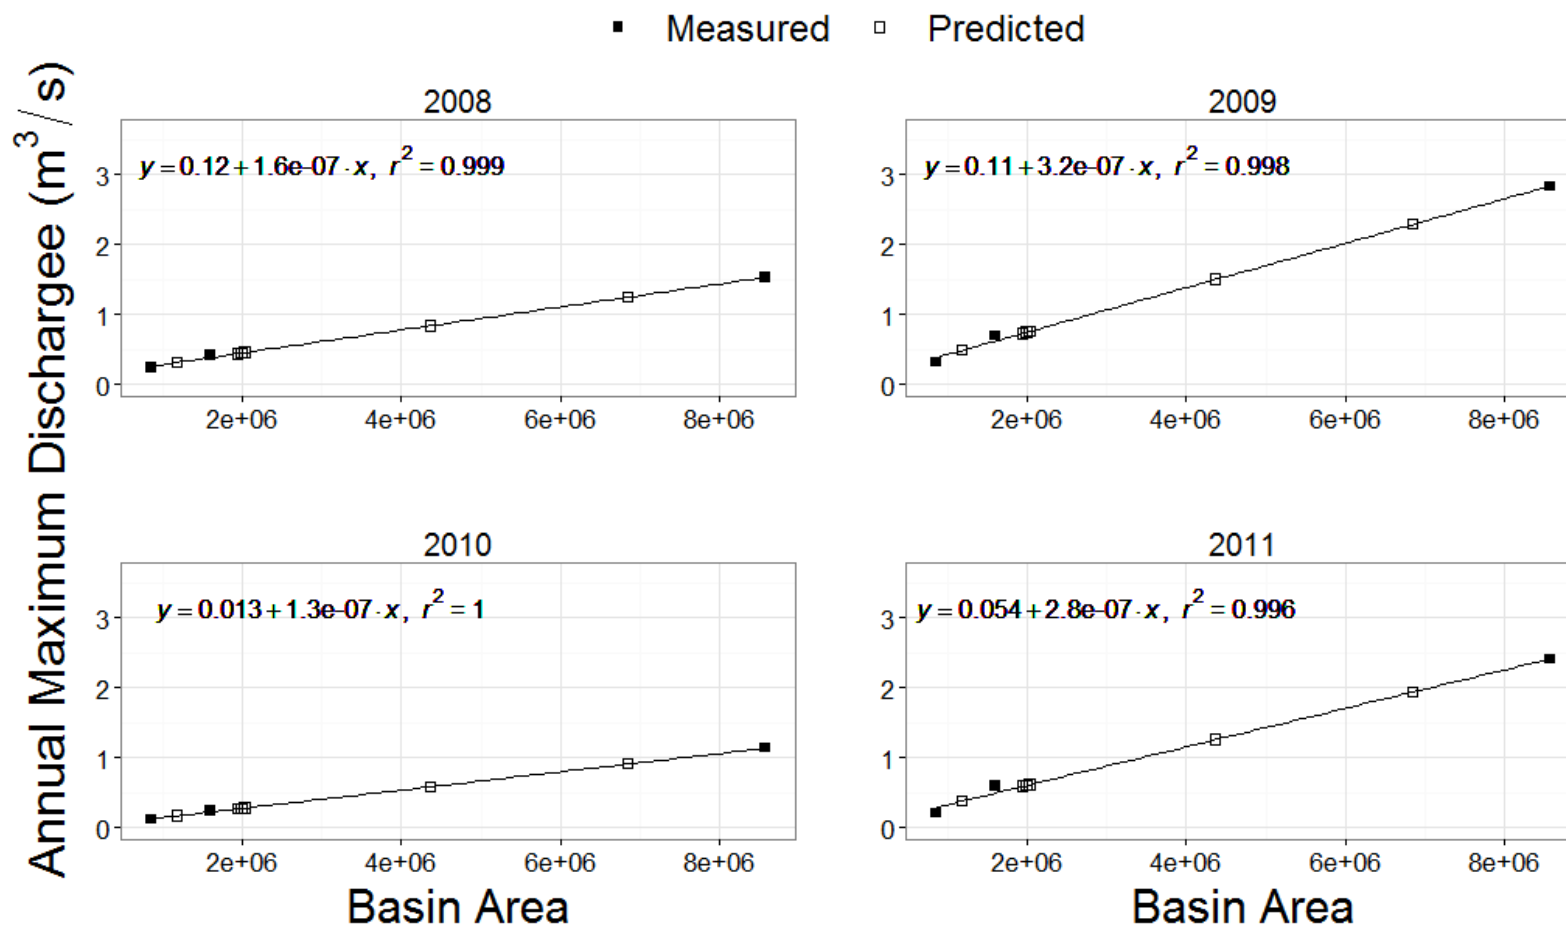 Measured Predicted
Annual Maximum Dischargee (m³/s)
2008
y = 0.12 + 1.6e-07 · x, r² = 0.999
3
2
1
0
2e+06 4e+06 6e+06 8e+06
2009
y = 0.11 + 3.2e-07 · x, r² = 0.998
3
2
1
0
2e+06 4e+06 6e+06 8e+06
2010
y = 0.013 + 1.3e-07 · x, r² = 1
3
2
1
0
2e+06 4e+06 6e+06 8e+06
Basin Area
2011
y = 0.054 + 2.8e-07 · x, r² = 0.996
3
2
1
0
2e+06 4e+06 6e+06 8e+06
Basin Area